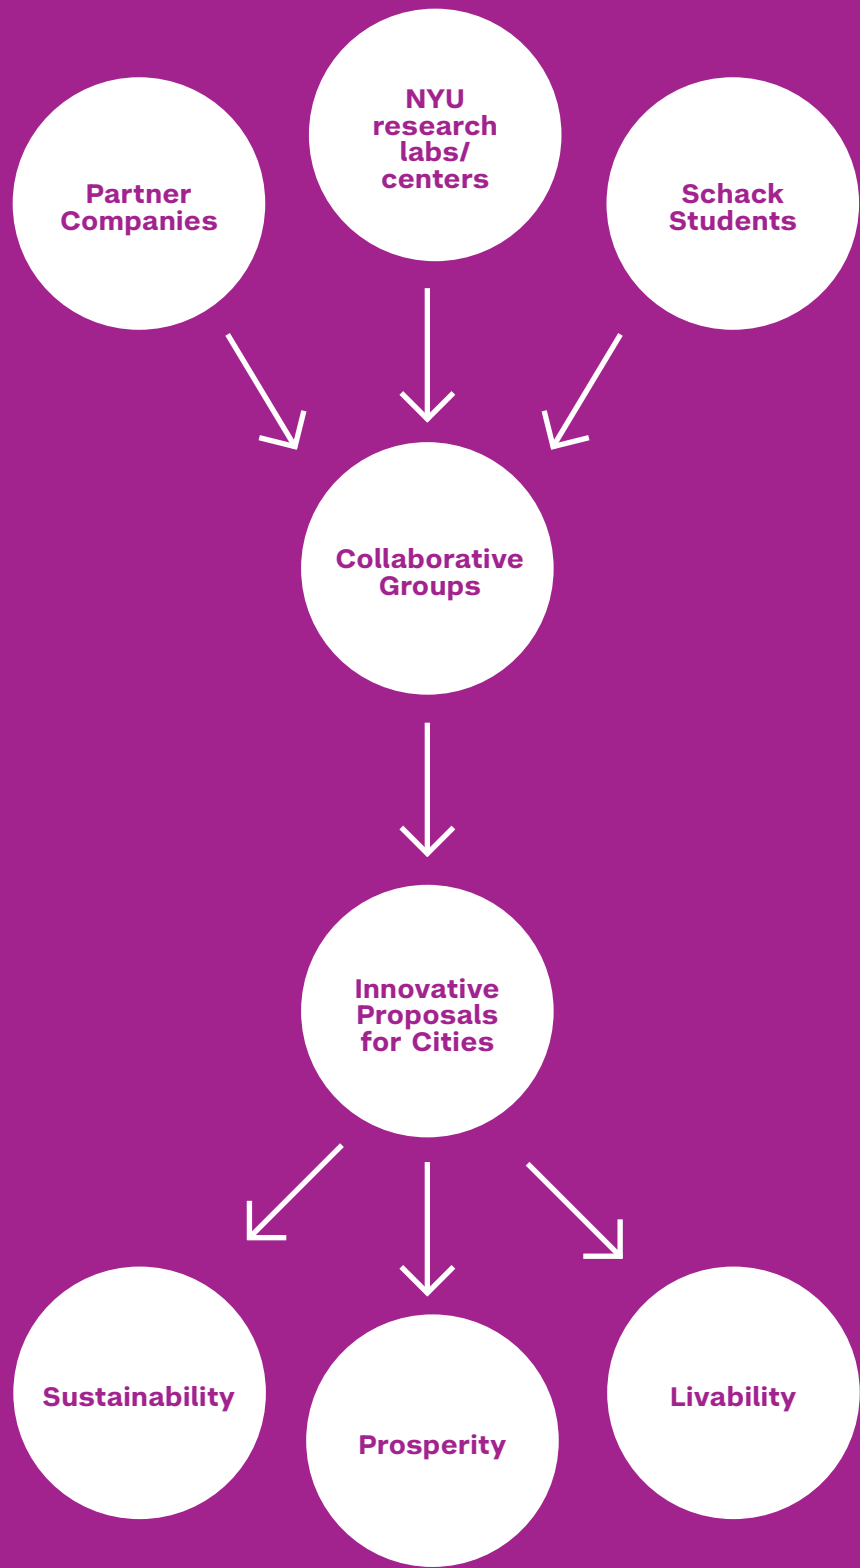 Partner
Companies
NYU
research
labs/
centers
Schack
Students
Collaborative
Groups
Innovative
Proposals
for Cities
Sustainability
Prosperity
Livability